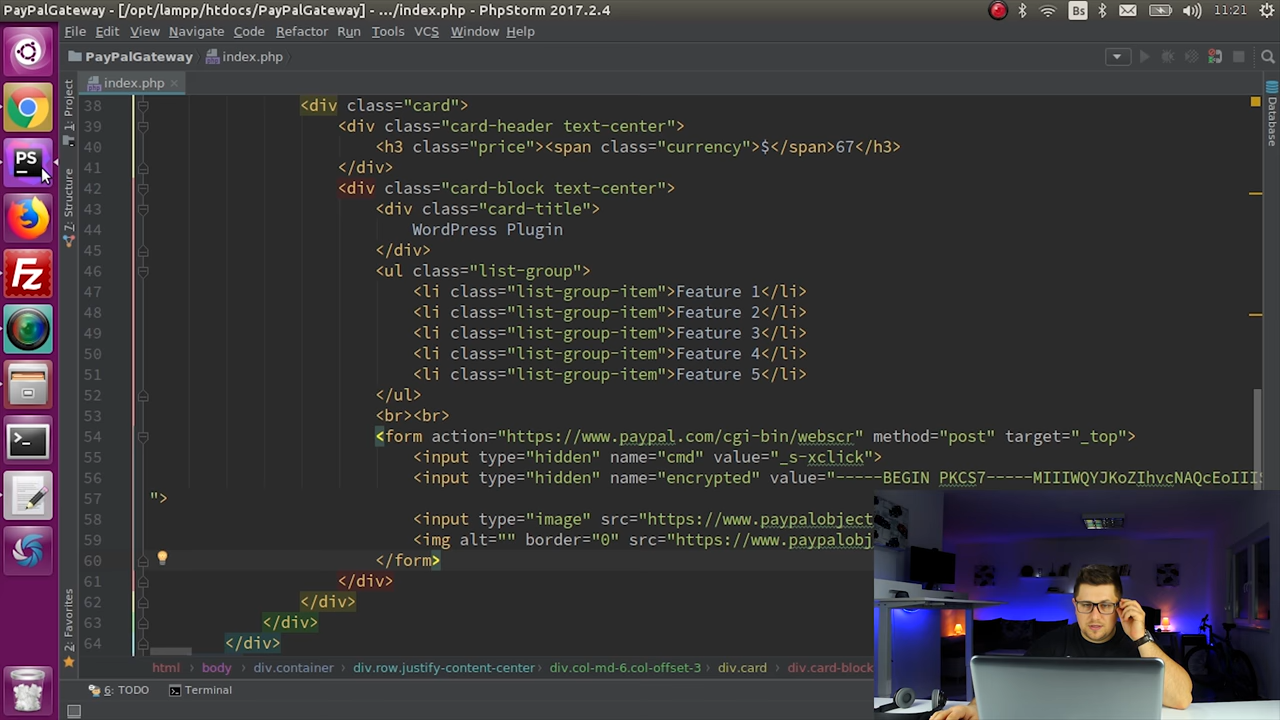 PayPalGateway - [/opt/lampp/htdocs/PayPalGateway] - .../index.php - PhpStorm 2017.2.4
Bs
11:21
File Edit View Navigate Code Refactor Run Tools VCS Window Help
PayPalGateway index.php
index.php
1: Project
7: Structure
2: Favorites
Database
PS
Fz
38 <div class="card">
39 <div class="card-header text-center">
40 <h3 class="price"><span class="currency">$</span>67</h3>
41 </div>
42 <div class="card-block text-center">
43 <div class="card-title">
44 WordPress Plugin
45 </div>
46 <ul class="list-group">
47 <li class="list-group-item">Feature 1</li>
48 <li class="list-group-item">Feature 2</li>
49 <li class="list-group-item">Feature 3</li>
50 <li class="list-group-item">Feature 4</li>
51 <li class="list-group-item">Feature 5</li>
52 </ul>
53 <br><br>
54 <form action="https://www.paypal.com/cgi-bin/webscr" method="post" target="_top">
55 <input type="hidden" name="cmd" value="_s-xclick">
56 <input type="hidden" name="encrypted" value="-----BEGIN PKCS7-----MIIIWQYJKoZIhvcNAQcEoIIIS
57 ">
58 <input type="image" src="https://www.paypalobject
59 <img alt="" border="0" src="https://www.paypalobj
60 </form>
61 </div>
62 </div>
63 </div>
64 </div>
html body div.container div.row.justify-content-center div.col-md-6.col-offset-3 div.card div.card-block
6: TODO Terminal